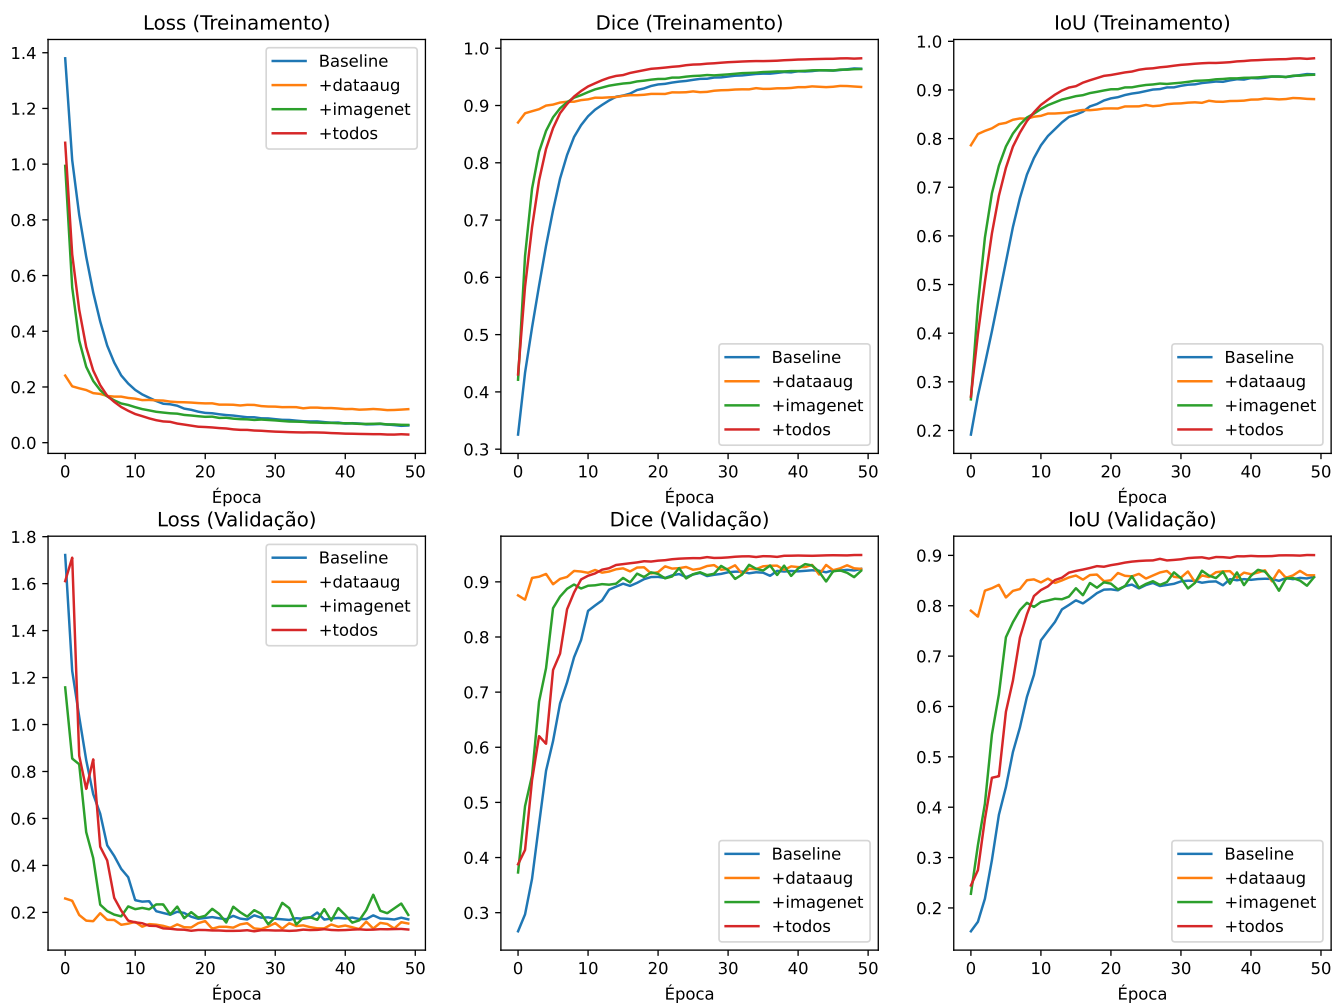 Loss (Treinamento)
1.4
1.2
1.0
0.8
0.6
0.4
0.2
0.0
Baseline
+dataaug
+imagenet
+todos
0 10 20 30 40 50
Época
Dice (Treinamento)
1.0
0.9
0.8
0.7
0.6
0.5
0.4
0.3
Baseline
+dataaug
+imagenet
+todos
0 10 20 30 40 50
Época
IoU (Treinamento)
1.0
0.9
0.8
0.7
0.6
0.5
0.4
0.3
0.2
Baseline
+dataaug
+imagenet
+todos
0 10 20 30 40 50
Época
Loss (Validação)
1.8
1.6
1.4
1.2
1.0
0.8
0.6
0.4
0.2
Baseline
+dataaug
+imagenet
+todos
0 10 20 30 40 50
Época
Dice (Validação)
0.9
0.8
0.7
0.6
0.5
0.4
0.3
Baseline
+dataaug
+imagenet
+todos
0 10 20 30 40 50
Época
IoU (Validação)
0.9
0.8
0.7
0.6
0.5
0.4
0.3
0.2
Baseline
+dataaug
+imagenet
+todos
0 10 20 30 40 50
Época